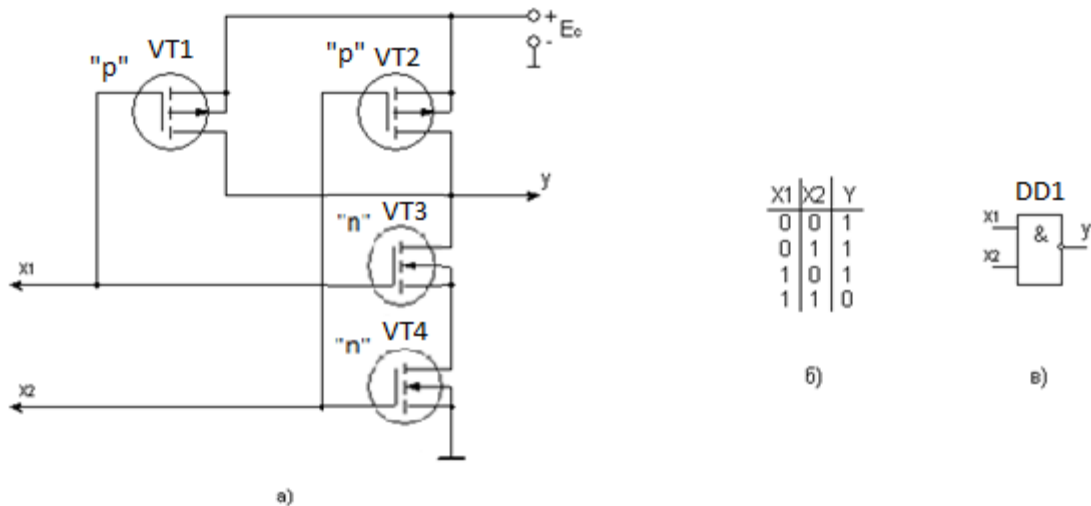 VT1
"p"
VT2
"p"
+
Eс
-
y
VT3
"n"
x1
VT4
"n"
x2
а)
X1 X2 Y
0 0 1
0 1 1
1 0 1
1 1 0
б)
DD1
x1
&
y
x2
в)